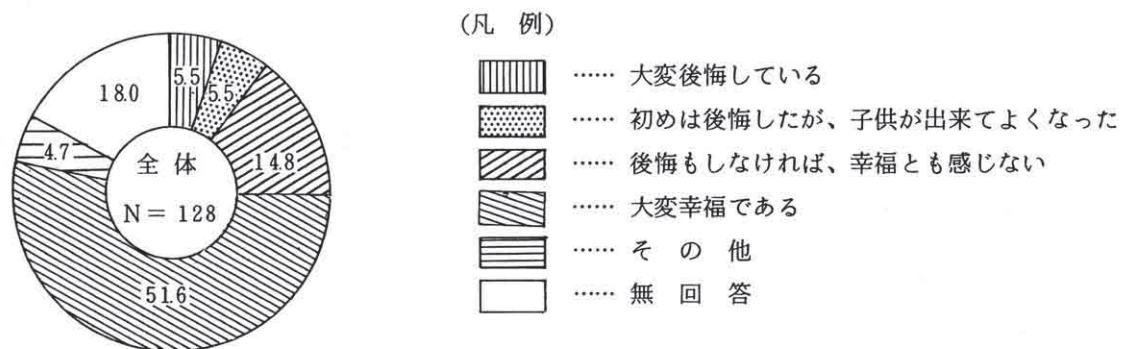 (凡 例)
…… 大変後悔している
…… 初めは後悔したが、子供が出来てよくなった
…… 後悔もしなければ、幸福とも感じない
…… 大変幸福である
…… そ の 他
…… 無 回 答
18.0
5.5
5.5
14.8
4.7
51.6
全 体
N = 128